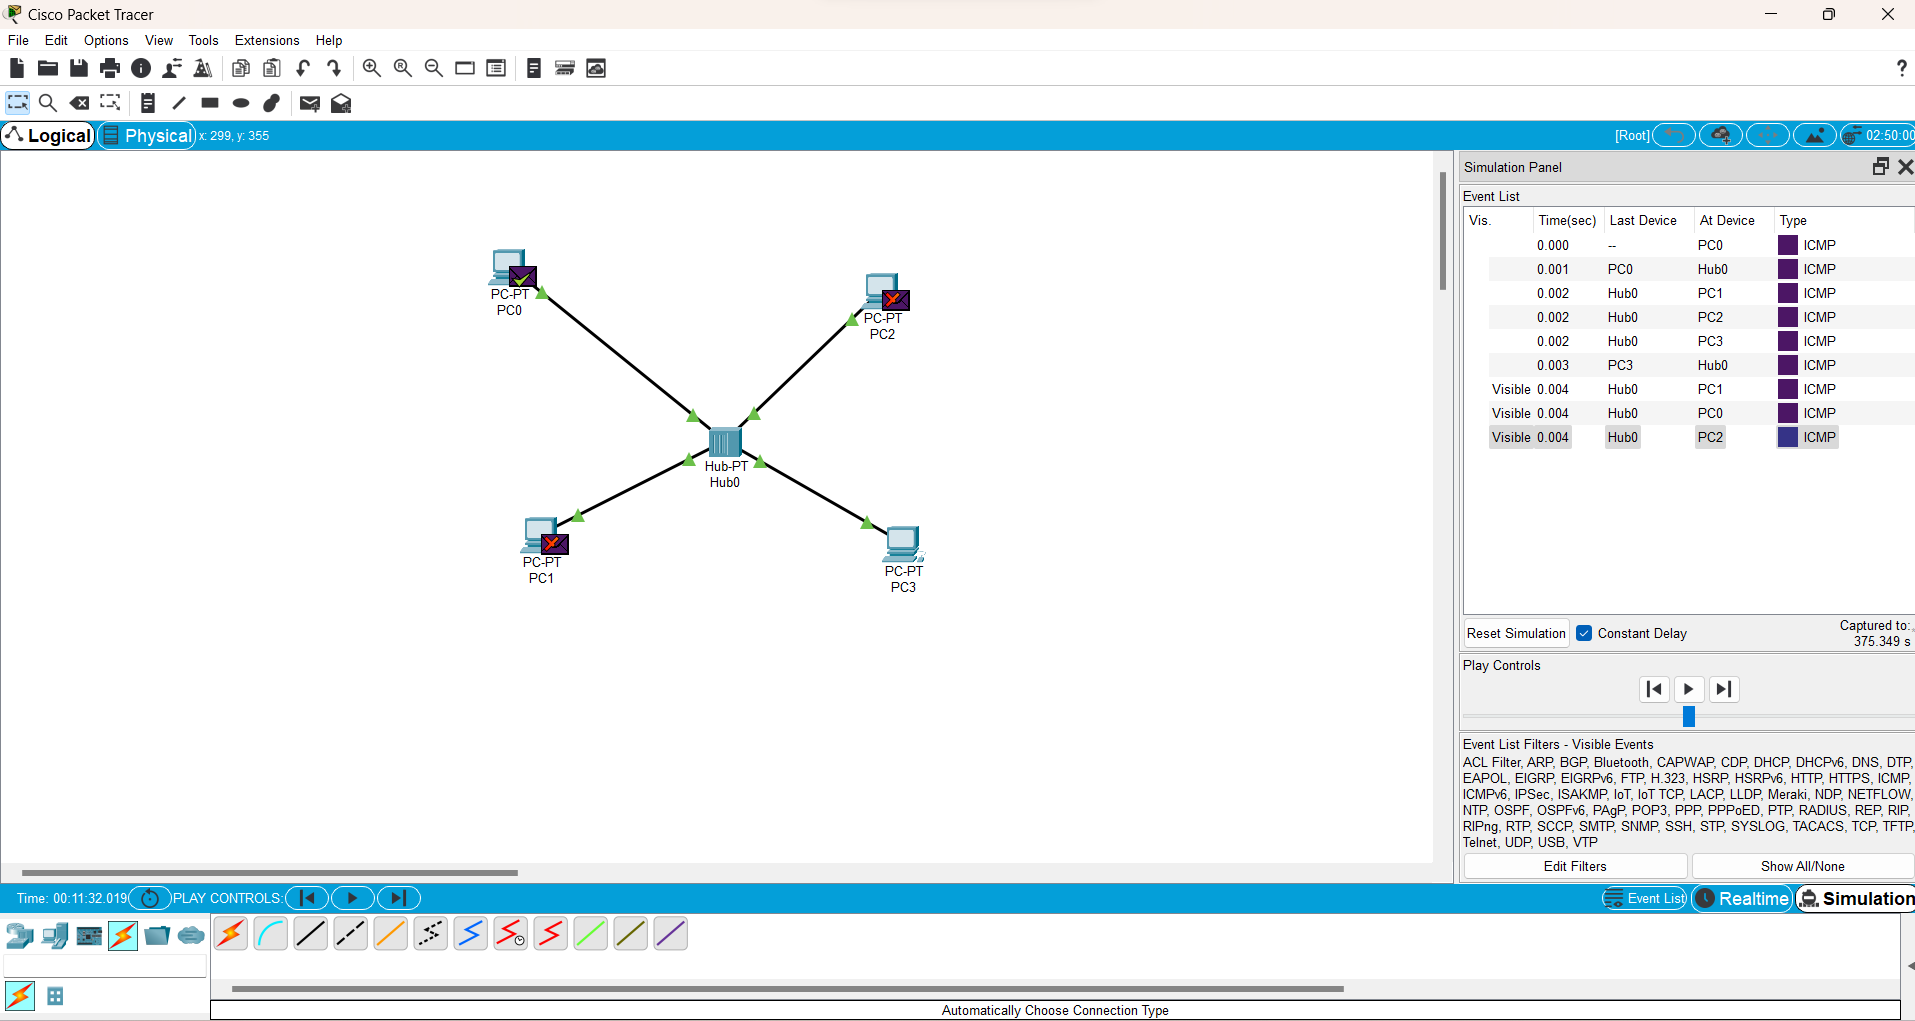 Cisco Packet Tracer
File Edit Options View Tools Extensions Help
?
Logical Physical x: 299, y: 355 [Root] 02:50:00
Simulation Panel
Event List
Vis. Time(sec) Last Device At Device Type
0.000 -- PC0 ICMP
0.001 PC0 Hub0 ICMP
0.002 Hub0 PC1 ICMP
0.002 Hub0 PC2 ICMP
0.002 Hub0 PC3 ICMP
0.003 PC3 Hub0 ICMP
Visible 0.004 Hub0 PC1 ICMP
Visible 0.004 Hub0 PC0 ICMP
Visible 0.004 Hub0 PC2 ICMP
PC-PT
PC0
PC-PT
PC2
Hub-PT
Hub0
PC-PT
PC1
PC-PT
PC3
Reset Simulation Constant Delay
Captured to:
375.349 s
Play Controls
Event List Filters - Visible Events
ACL Filter, ARP, BGP, Bluetooth, CAPWAP, CDP, DHCP, DHCPv6, DNS, DTP,
EAPOL, EIGRP, EIGRPv6, FTP, H.323, HSRP, HSRPv6, HTTP, HTTPS, ICMP,
ICMPv6, IPSec, ISAKMP, IoT, IoT TCP, LACP, LLDP, Meraki, NDP, NETFLOW,
NTP, OSPF, OSPFv6, PAgP, POP3, PPP, PPPoED, PTP, RADIUS, REP, RIP,
RIPng, RTP, SCCP, SMTP, SNMP, SSH, STP, SYSLOG, TACACS, TCP, TFTP,
Telnet, UDP, USB, VTP
Edit Filters Show All/None
Time: 00:11:32.019 PLAY CONTROLS: Event List Realtime Simulation
Automatically Choose Connection Type